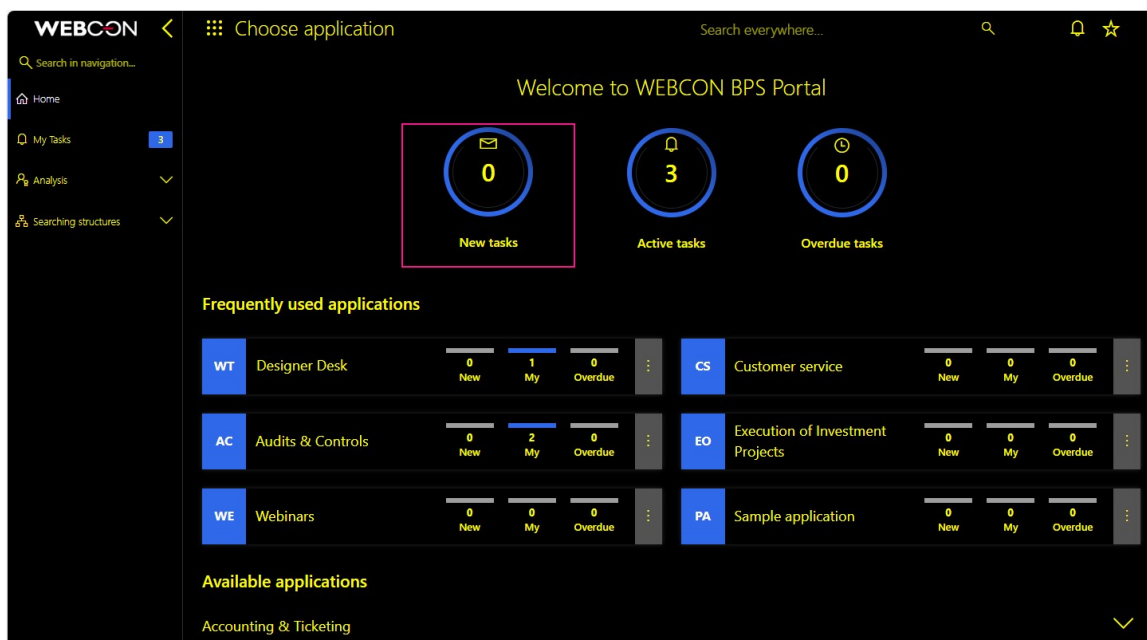 WEBCON
Choose application
Search everywhere...
Search in navigation...
Home
My Tasks 3
Analysis
Searching structures
Welcome to WEBCON BPS Portal
0 3 0
New tasks Active tasks Overdue tasks
Frequently used applications
WT Designer Desk 0 New 1 My 0 Overdue
CS Customer service 0 New 0 My 0 Overdue
AC Audits & Controls 0 New 2 My 0 Overdue
EO Execution of Investment
Projects 0 New 0 My 0 Overdue
WE Webinars 0 New 0 My 0 Overdue
PA Sample application 0 New 0 My 0 Overdue
Available applications
Accounting & Ticketing